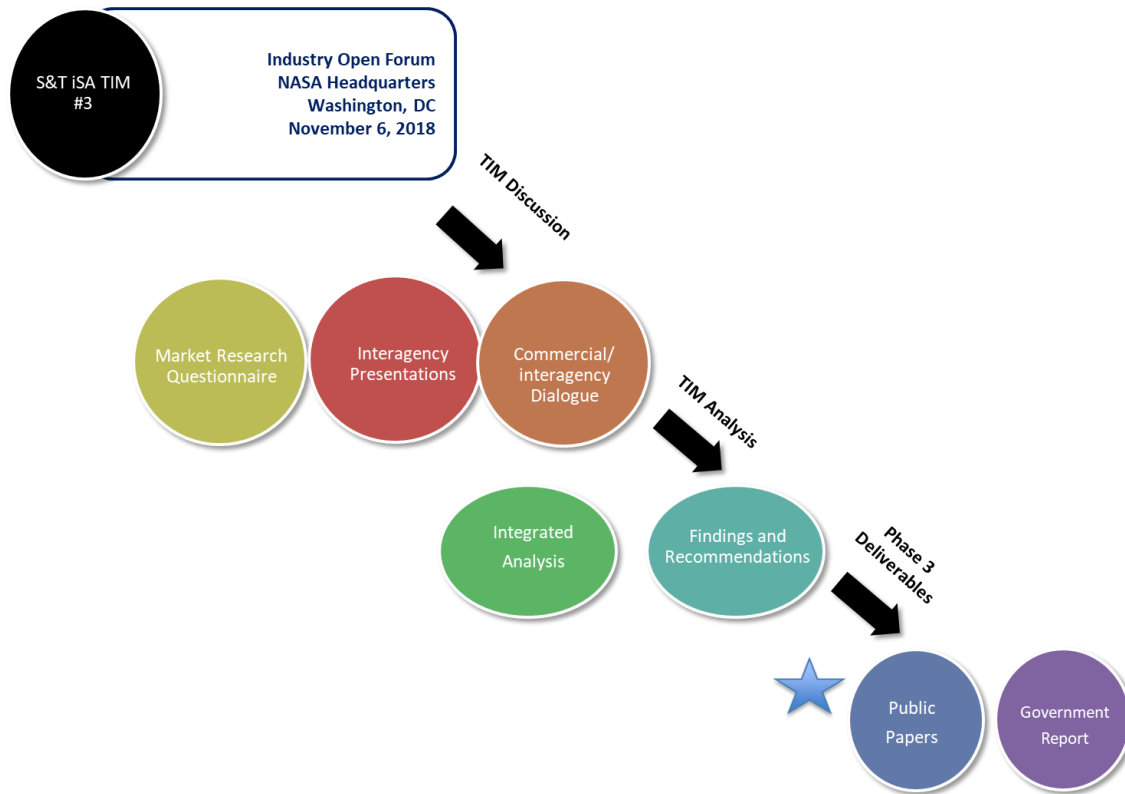 S&T iSA TIM
#3
Industry Open Forum
NASA Headquarters
Washington, DC
November 6, 2018
TIM Discussion
Market Research
Questionnaire
Interagency
Presentations
Commercial/
interagency
Dialogue
TIM Analysis
Integrated
Analysis
Findings and
Recommendations
Phase 3
Deliverables
Public
Papers
Government
Report